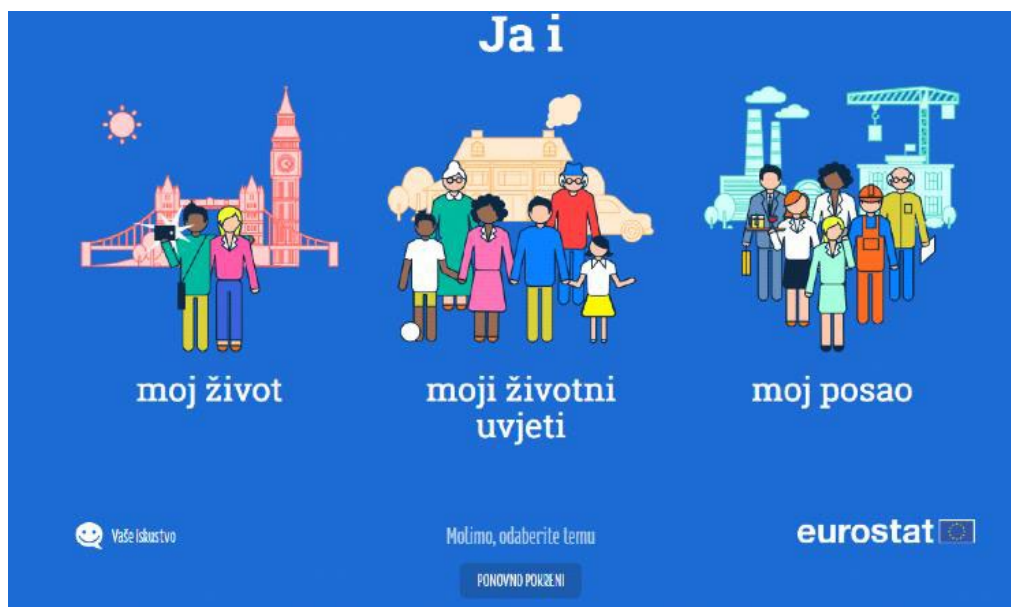 Ja i
moj život
moji životni
uvjeti
moj posao
Vaše iskustvo
Molimo, odaberite temu
eurostat
PONOVNO POKRENI